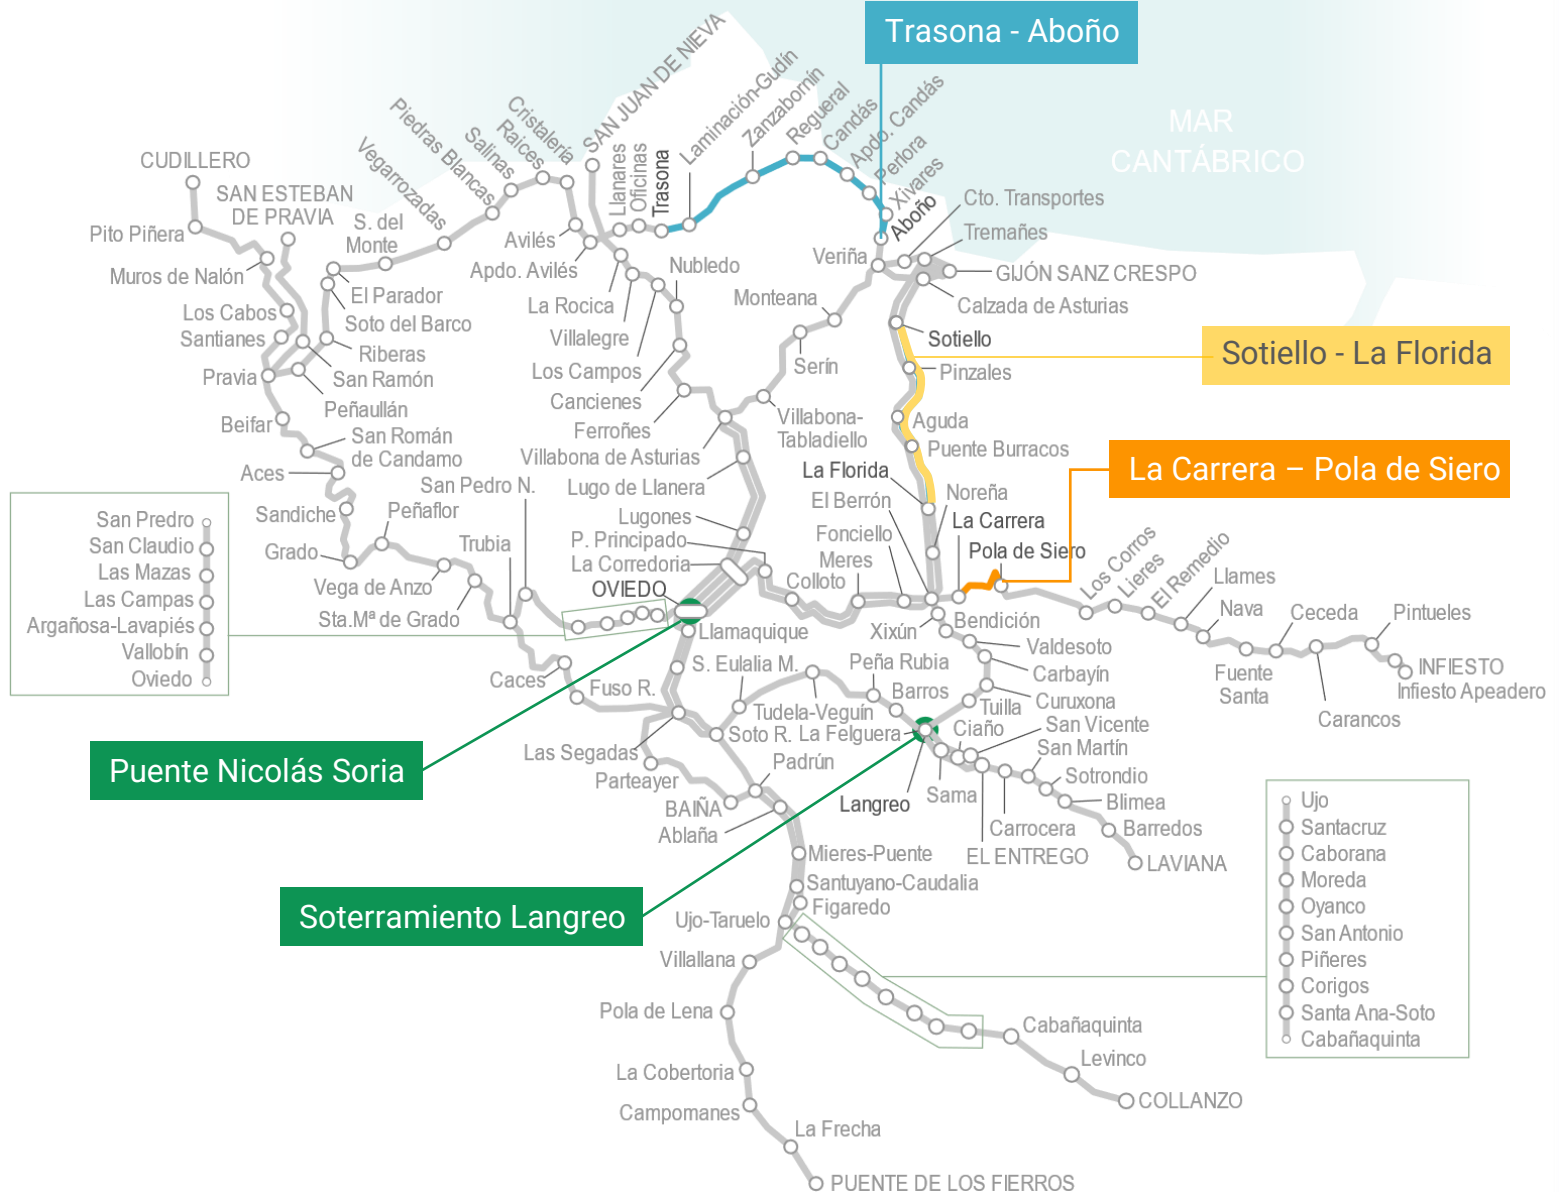 Trasona - Aboño
MAR
CANTÁBRICO
CUDILLERO
SAN ESTEBAN
DE PRAVIA
Pito Piñera
Muros de Nalón
Los Cabos
Santianes
Pravia
Beifar
Aces
Sandiche
Grado
S. del
Monte
Vegarrozadas
Piedras Blancas
Salinas
Raices
Cristalería
SAN JUAN DE NIEVA
Llanares
Oficinas
Trasona
Laminación-Gudín
Zanzabornín
Regueral
Candás
Apdo. Candás
Perlora
Xivares
Aboño
Cto. Transportes
Tremañes
GIJÓN SANZ CRESPO
Calzada de Asturias
Veriña
Avilés
Apdo. Avilés
Nubledo
La Rocica
Villalegre
Los Campos
Cancienes
Ferroñes
Villabona de Asturias
Lugo de Llanera
Lugones
P. Principado
La Corredoria
OVIEDO
El Parador
Soto del Barco
Riberas
San Ramón
Peñaullán
San Román
de Candamo
San Pedro N.
Peñaflor
Trubia
Vega de Anzo
Sta.Mª de Grado
Monteana
Serín
Villabona-
Tabladiello
Sotiello
Sotiello - La Florida
Pinzales
Aguda
Puente Burracos
La Florida
El Berrón
Noreña
Fonciello
Meres
Colloto
La Carrera
Pola de Siero
La Carrera – Pola de Siero
Los Corros
Lieres
El Remedio
Llames
Nava
Ceceda
Pintueles
Fuente
Santa
Carancos
INFIESTO
Infiesto Apeadero
San Predro
San Claudio
Las Mazas
Las Campas
Argañosa-Lavapiés
Vallobín
Oviedo
Llamaquique
Caces
Fuso R.
S. Eulalia M.
Tudela-Veguín
Peña Rubia
Barros
Xixún
Bendición
Valdesoto
Carbayín
Curuxona
Tuilla
Soto R.
La Felguera
Ciaño
San Vicente
San Martín
Sotrondio
Blimea
Barredos
LAVIANA
Sama
Langreo
Carrocera
EL ENTREGO
Las Segadas
Parteayer
Padrún
BAIÑA
Ablaña
Puente Nicolás Soria
Soterramiento Langreo
Mieres-Puente
Santuyano-Caudalia
Figaredo
Ujo-Taruelo
Villallana
Pola de Lena
La Cobertoria
Campomanes
La Frecha
PUENTE DE LOS FIERROS
Cabañaquinta
Levinco
COLLANZO
Ujo
Santacruz
Caborana
Moreda
Oyanco
San Antonio
Piñeres
Corigos
Santa Ana-Soto
Cabañaquinta